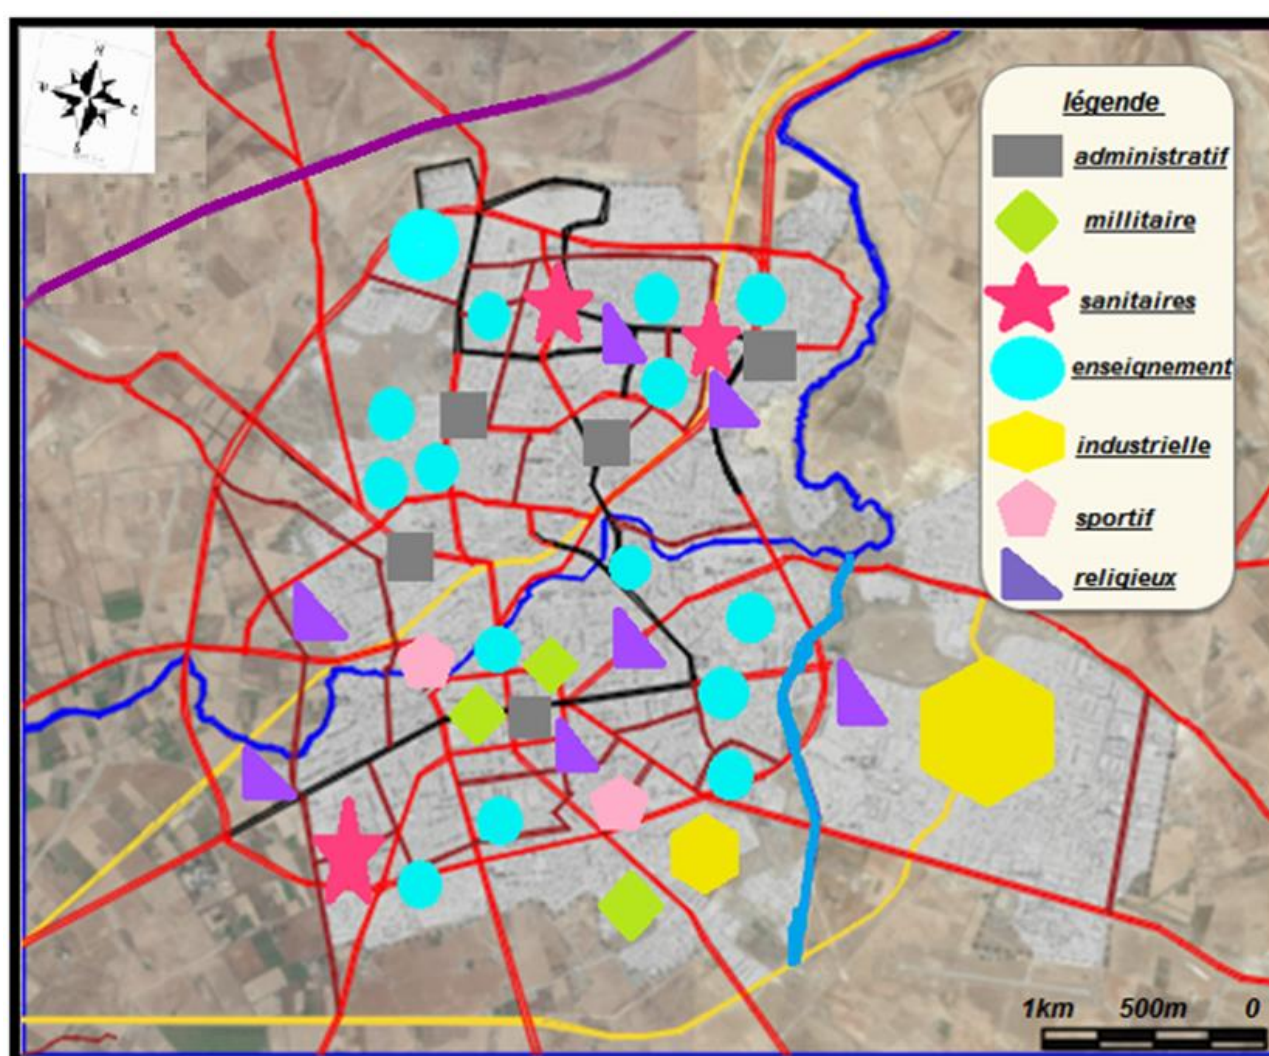 N
légende
administratif
millitaire
sanitaires
enseignement
industrielle
sportif
religieux
S
1km 500m 0